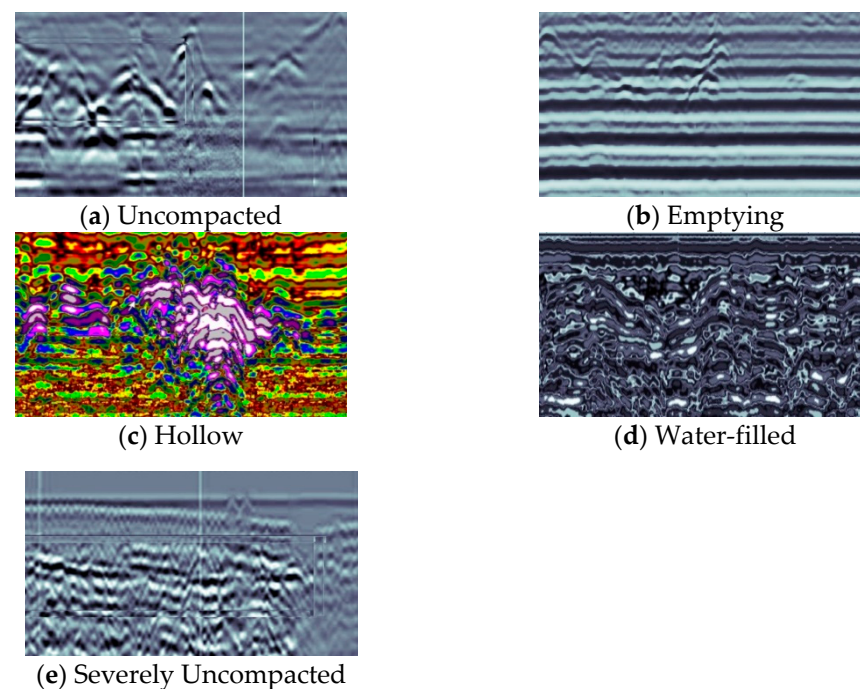 (a) Uncompacted
(b) Emptying
(c) Hollow
(d) Water-filled
(e) Severely Uncompacted